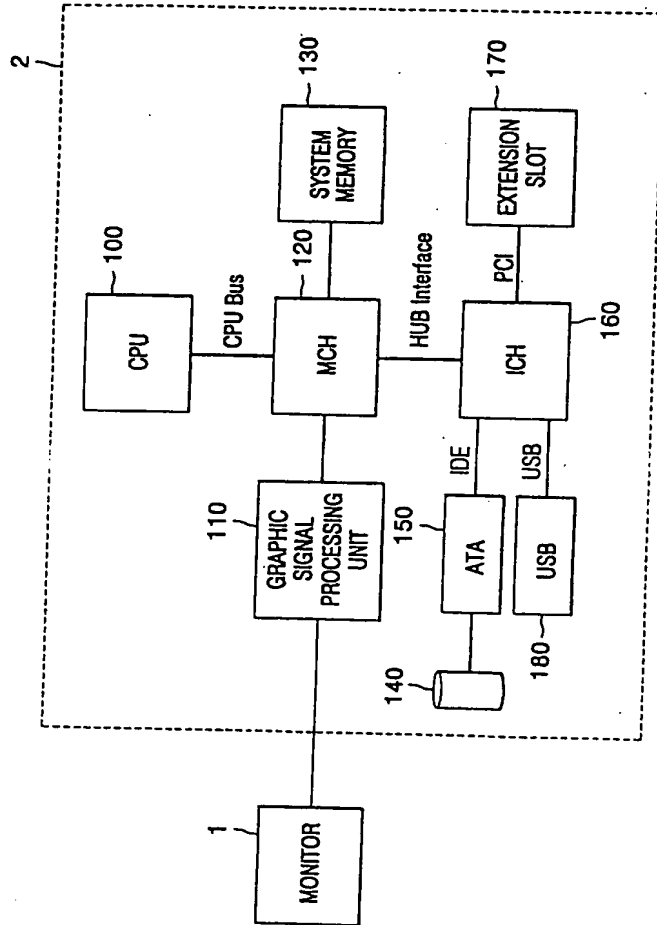 2
100
CPU
CPU Bus
130
SYSTEM
MEMORY
120
MCH
110
GRAPHIC
SIGNAL
PROCESSING
UNIT
1
MONITOR
HUB Interface
170
EXTENSION
SLOT
PCI
160
ICH
IDE
USB
150
ATA
140
USB
180